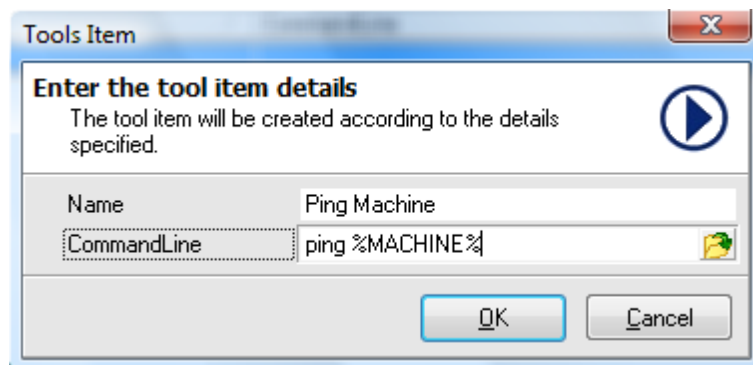 Tools Item
Enter the tool item details
The tool item will be created according to the details
specified.
Name Ping Machine
CommandLine ping %MACHINE%
OK Cancel